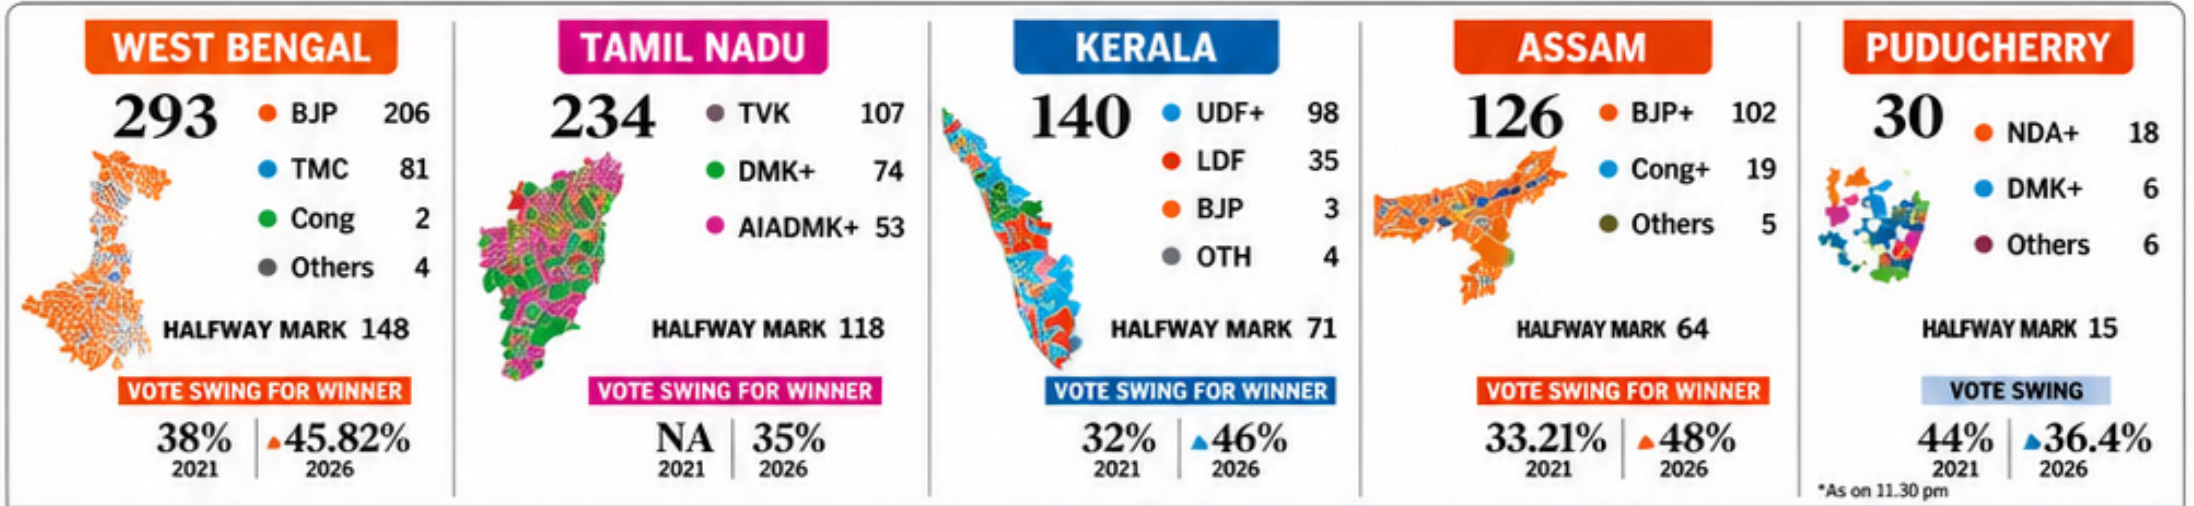 WEST BENGAL
293
BJP 206
TMC 81
Cong 2
Others 4
HALFWAY MARK 148
VOTE SWING FOR WINNER
38% 45.82%
2021 2026
TAMIL NADU
234
TVK 107
DMK+ 74
AIADMK+ 53
HALFWAY MARK 118
VOTE SWING FOR WINNER
NA 35%
2021 2026
KERALA
140
UDF+ 98
LDF 35
BJP 3
OTH 4
HALFWAY MARK 71
VOTE SWING FOR WINNER
32% 46%
2021 2026
ASSAM
126
BJP+ 102
Cong+ 19
Others 5
HALFWAY MARK 64
VOTE SWING FOR WINNER
33.21% 48%
2021 2026
PUDUCHERRY
30
NDA+ 18
DMK+ 6
Others 6
HALFWAY MARK 15
VOTE SWING
44% 36.4%
2021 2026
*As on 11.30 pm